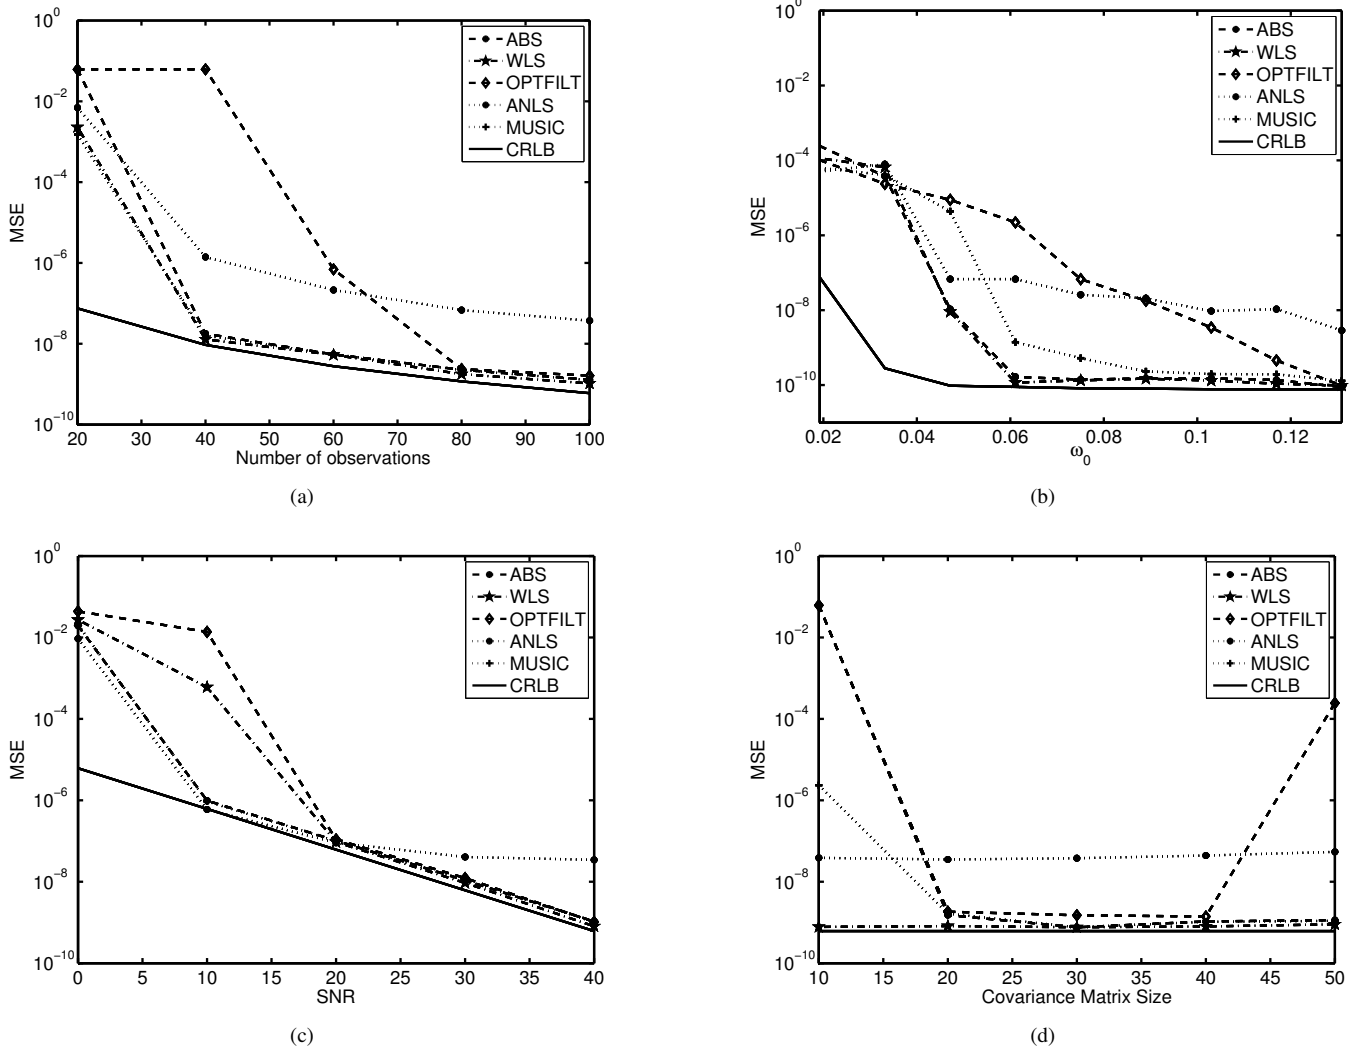 10^0
10^−2
10^−4
10^−6
10^−8
10^−10
MSE
20 30 40 50 60 70 80 90 100
Number of observations
ABS
WLS
OPTFILT
ANLS
MUSIC
CRLB
(a)
10^0
10^−2
10^−4
10^−6
10^−8
10^−10
MSE
0.02 0.04 0.06 0.08 0.1 0.12
ω_0
ABS
WLS
OPTFILT
ANLS
MUSIC
CRLB
(b)
10^0
10^−2
10^−4
10^−6
10^−8
10^−10
MSE
0 5 10 15 20 25 30 35 40
SNR
ABS
WLS
OPTFILT
ANLS
MUSIC
CRLB
(c)
10^0
10^−2
10^−4
10^−6
10^−8
10^−10
MSE
10 15 20 25 30 35 40 45 50
Covariance Matrix Size
ABS
WLS
OPTFILT
ANLS
MUSIC
CRLB
(d)